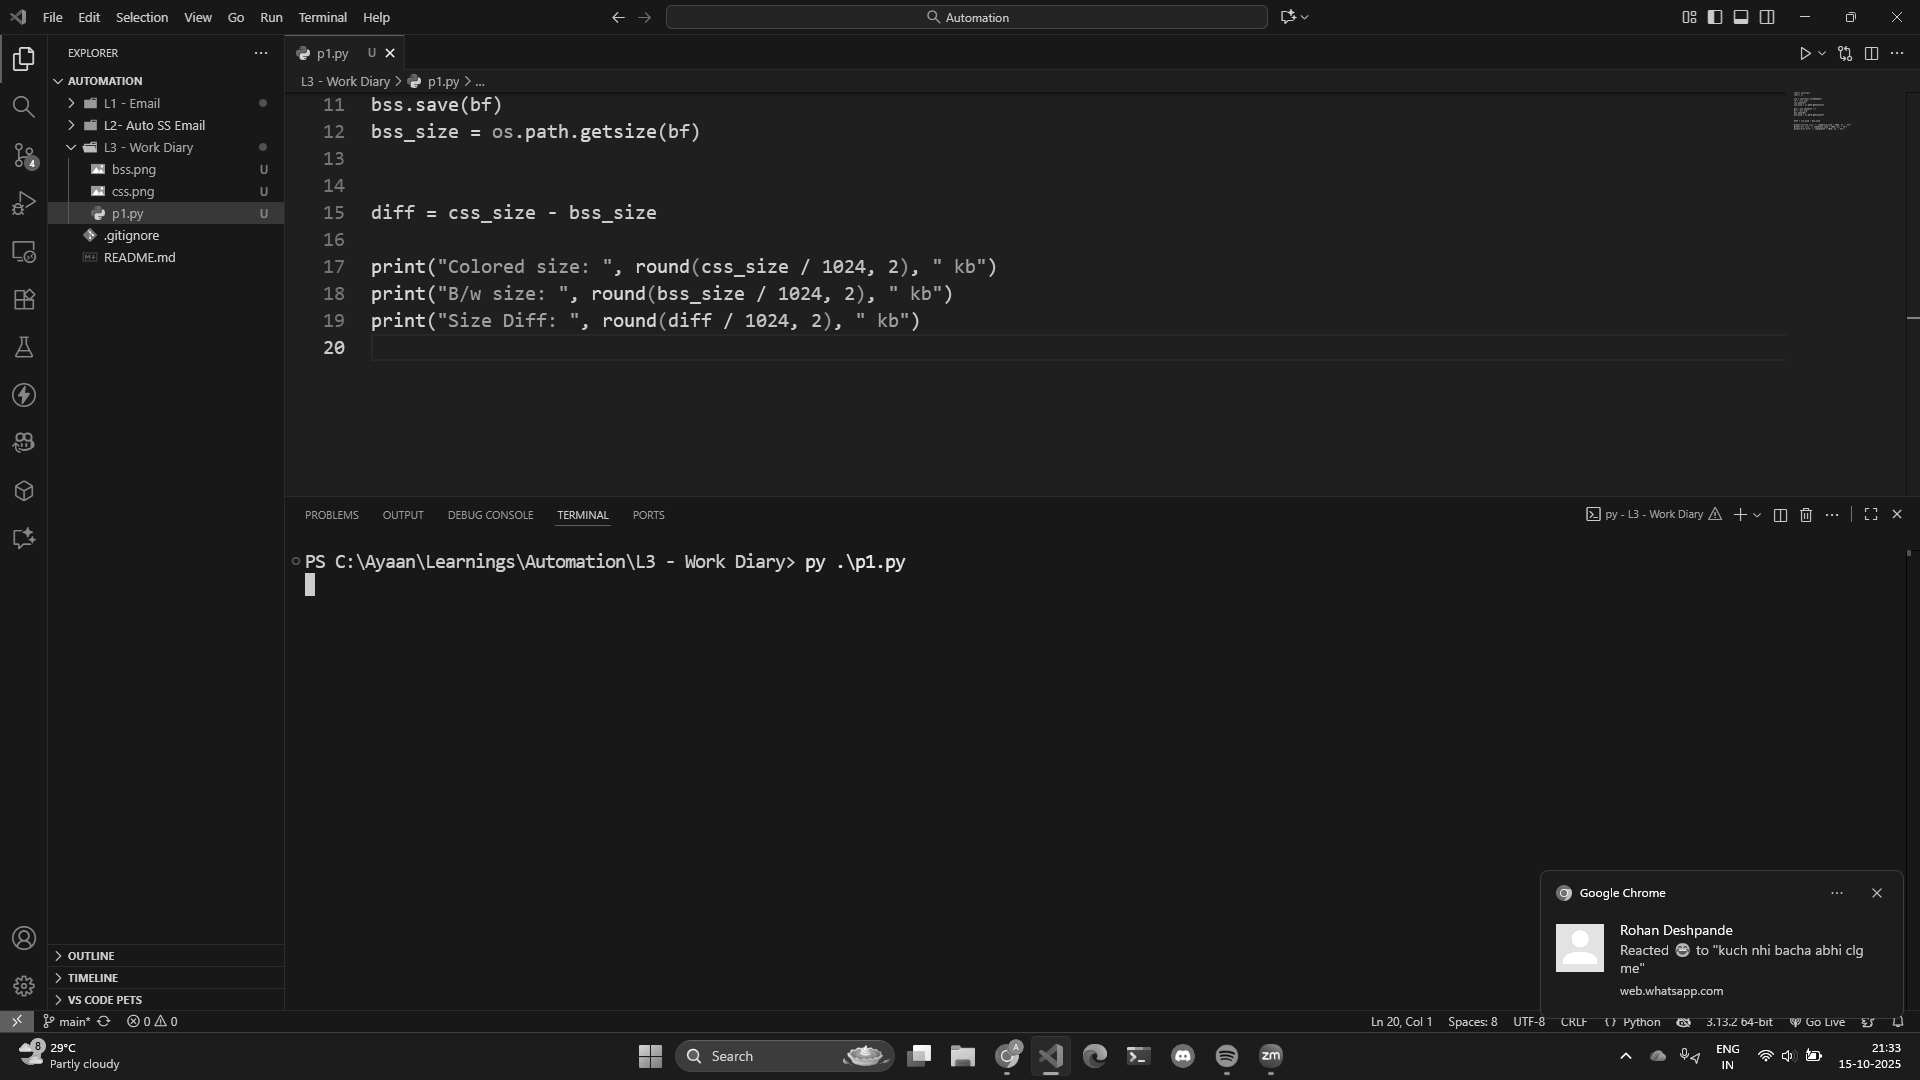 File Edit Selection View Go Run Terminal Help
Automation
EXPLORER
p1.py U
AUTOMATION
L1 - Email
L2- Auto SS Email
L3 - Work Diary
bss.png U
css.png U
p1.py U
.gitignore
README.md
L3 - Work Diary > p1.py > ...
11 bss.save(bf)
12 bss_size = os.path.getsize(bf)
13
14
15 diff = css_size - bss_size
16
17 print("Colored size: ", round(css_size / 1024, 2), " kb")
18 print("B/w size: ", round(bss_size / 1024, 2), " kb")
19 print("Size Diff: ", round(diff / 1024, 2), " kb")
20
4
PROBLEMS OUTPUT DEBUG CONSOLE TERMINAL PORTS
py - L3 - Work Diary
PS C:\Ayaan\Learnings\Automation\L3 - Work Diary> py .\p1.py
Google Chrome
Rohan Deshpande
Reacted 😂 to "kuch nhi bacha abhi clg
me"
web.whatsapp.com
OUTLINE
TIMELINE
VS CODE PETS
main* 0 0
Ln 20, Col 1 Spaces: 8 UTF-8 CRLF Python 3.13.2 64-bit Go Live
8
29°C
Partly cloudy
Search
A
zm
ENG
IN
21:33
15-10-2025